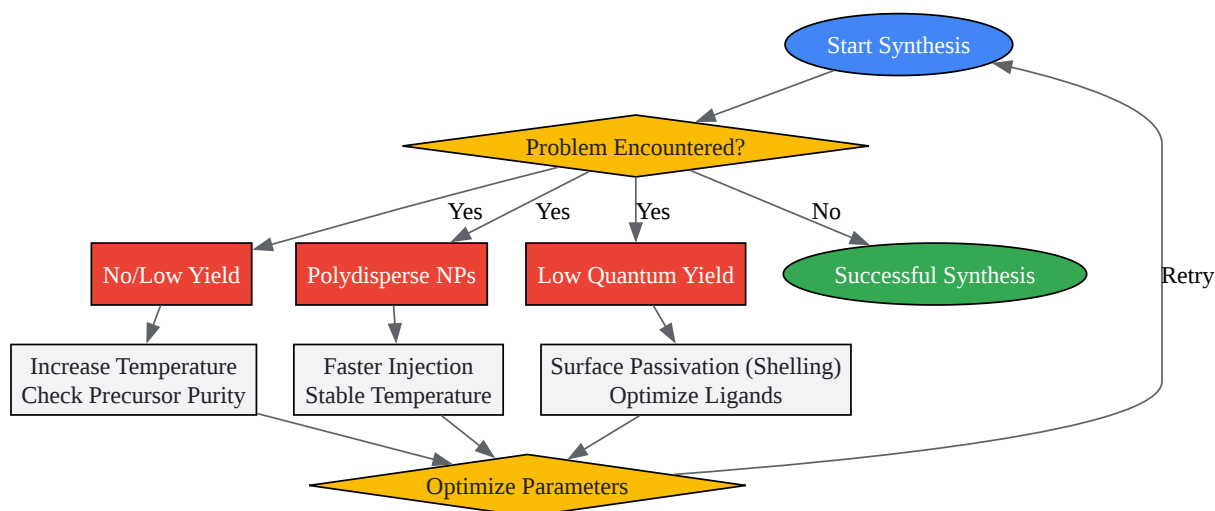 Start Synthesis
Problem Encountered?
Yes
Yes
Yes
No
No/Low Yield
Polydisperse NPs
Low Quantum Yield
Successful Synthesis
Retry
Increase Temperature
Check Precursor Purity
Faster Injection
Stable Temperature
Surface Passivation (Shelling)
Optimize Ligands
Optimize Parameters